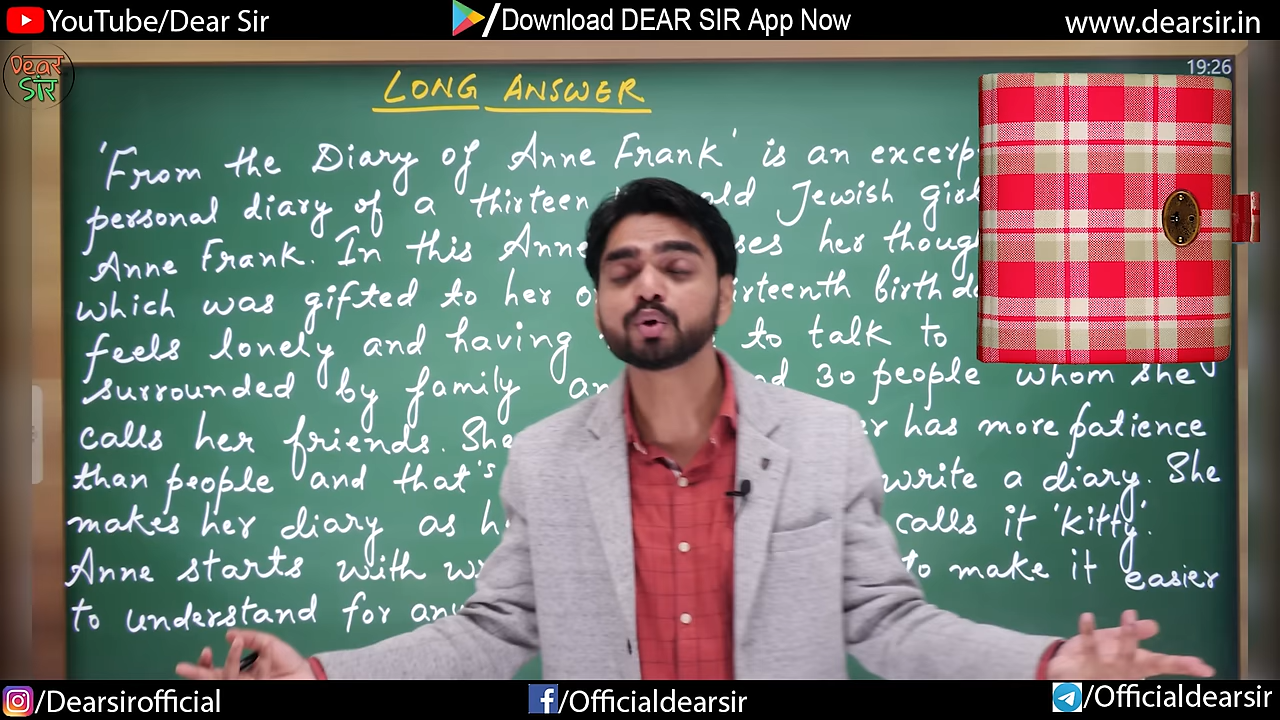 YouTube/Dear Sir
/Download DEAR SIR App Now
www.dearsir.in
Dear
Sir
19:26
LONG ANSWER
'From the Diary of Anne Frank' is an
personal diary of a thirteen old Jewish girl
Anne Frank. In this Anne her
which was gifted to her birth
feels lonely and having to talk to
surrounded by family 30 people whom she
calls her friends. She has more patience
than people and that's write a diary. She
makes her diary as calls it 'kitty'.
Anne starts with to make it easier
to understand for
/Dearsirofficial
/Officialdearsir
/Officialdearsir